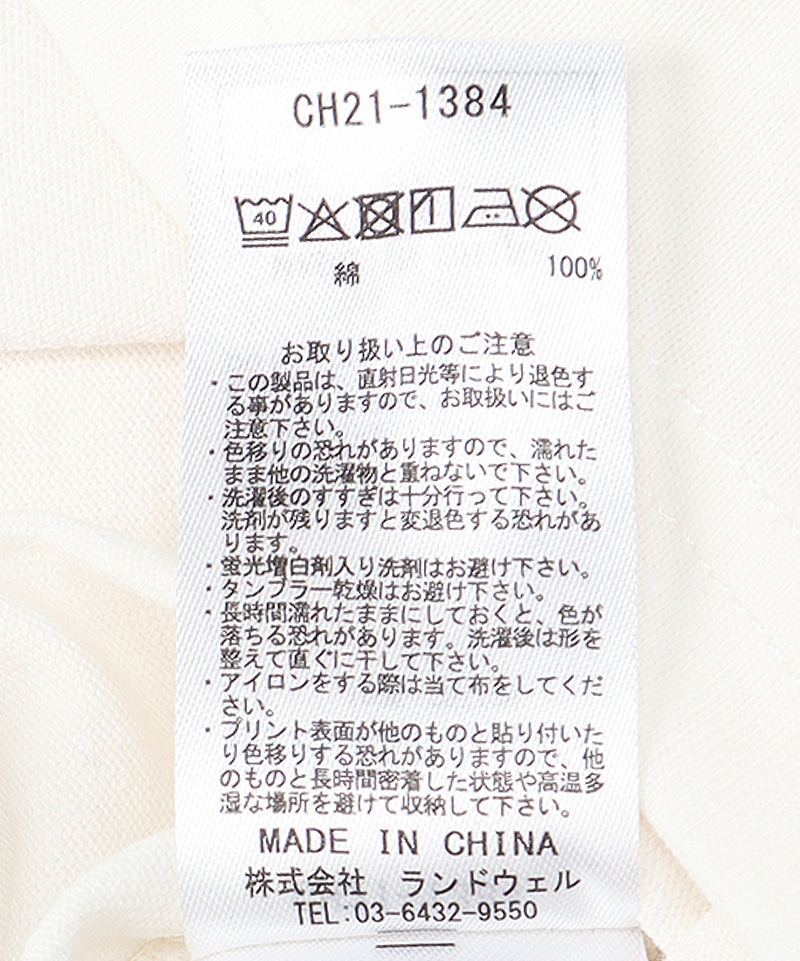 CH21-1384
40
綿 100%
お取り扱い上のご注意
・この製品は、直射日光等により退色す
る事がありますので、お取扱いにはご
注意下さい。
・色移りの恐れがありますので、濡れた
まま他の洗濯物と重ねないで下さい。
・洗濯後のすすぎは十分行って下さい。
洗剤が残りますと変退色する恐れがあ
ります。
・蛍光増白剤入り洗剤はお避け下さい。
・タンブラー乾燥はお避け下さい。
・長時間濡れたままにしておくと、色が
落ちる恐れがあります。洗濯後は形を
整えて直ぐに干して下さい。
・アイロンをする際は当て布をしてくだ
さい。
・プリント表面が他のものと貼り付いた
り色移りする恐れがありますので、他
のものと長時間密着した状態や高温多
湿な場所を避けて収納して下さい。
MADE IN CHINA
株式会社 ランドウェル
TEL:03-6432-9550